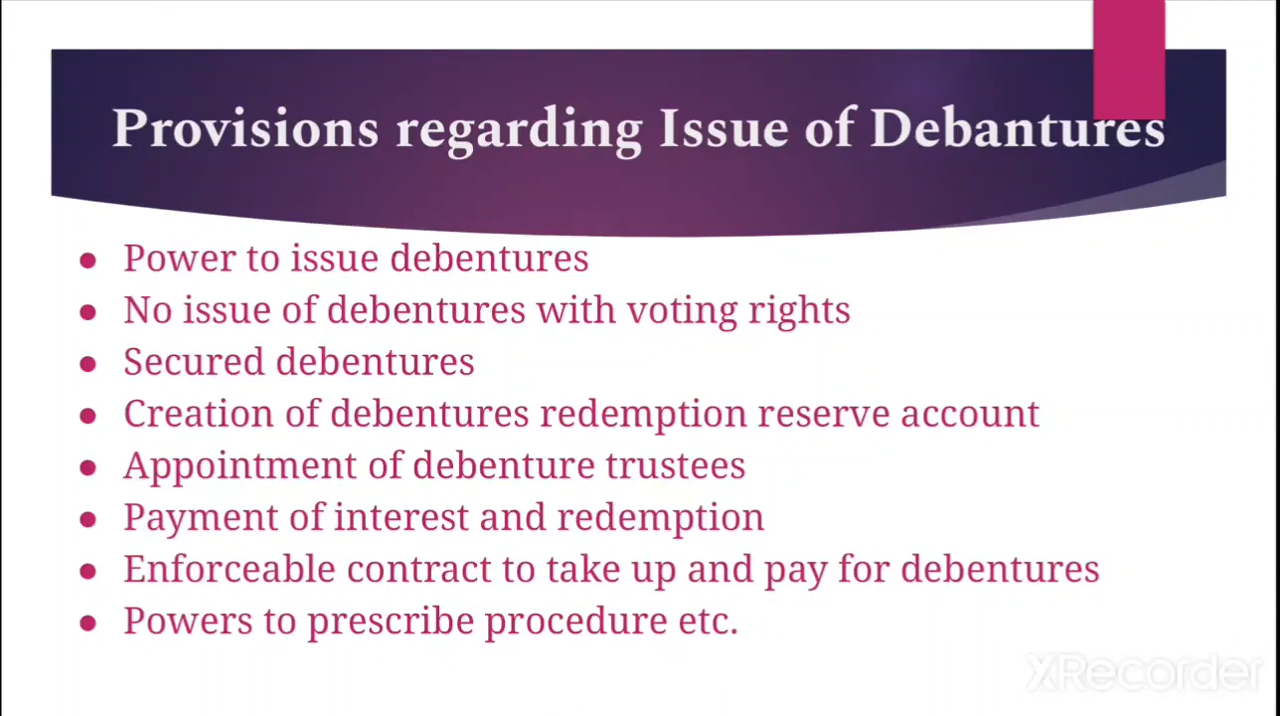 Provisions regarding Issue of Debantures
● Power to issue debentures
● No issue of debentures with voting rights
● Secured debentures
● Creation of debentures redemption reserve account
● Appointment of debenture trustees
● Payment of interest and redemption
● Enforceable contract to take up and pay for debentures
● Powers to prescribe procedure etc.
XRecorder